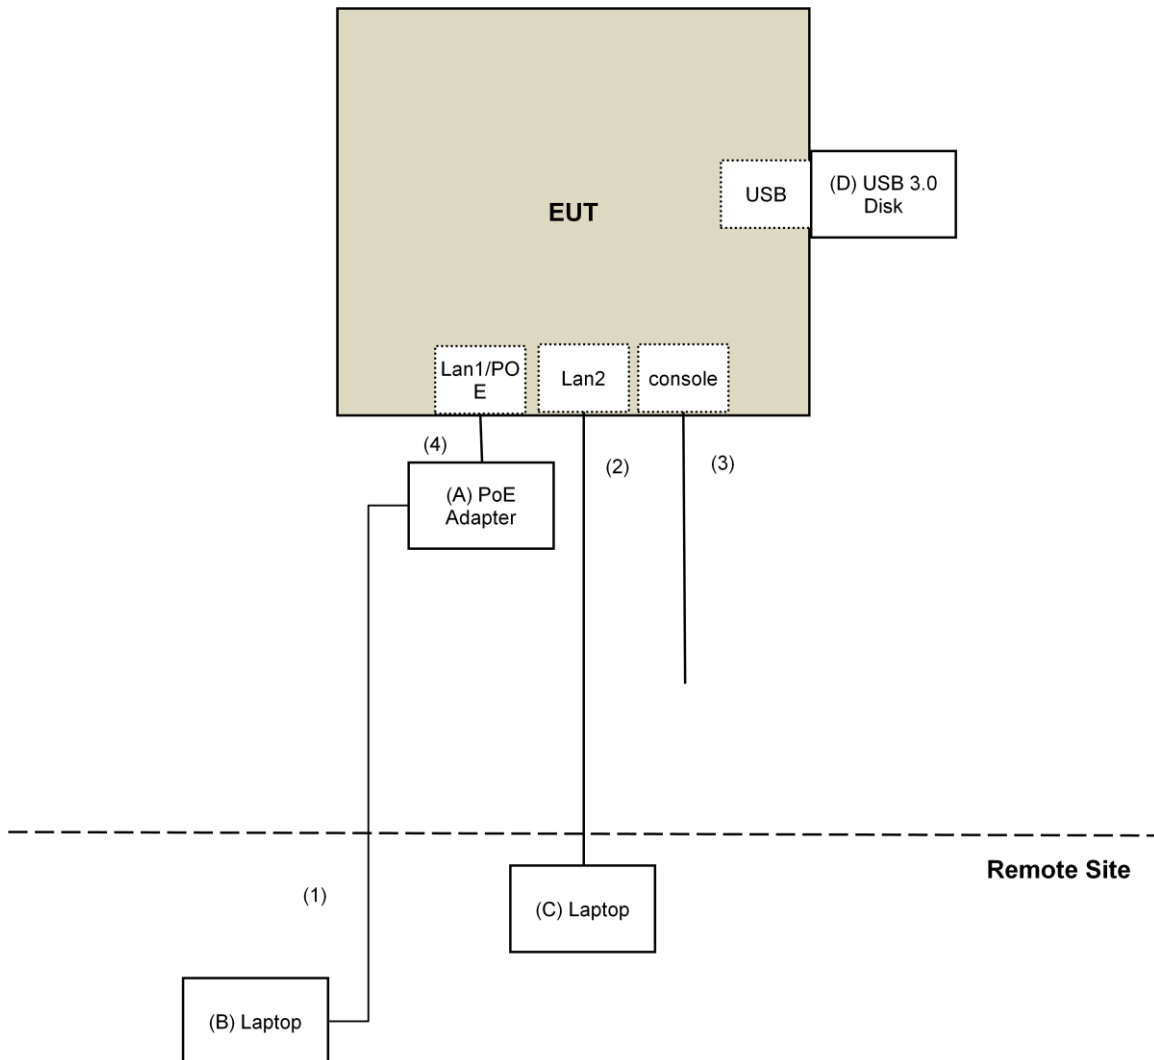 EUT
USB
(D) USB 3.0
Disk
Lan1/PO
E
Lan2
console
(4)
(2)
(3)
(A) PoE
Adapter
Remote Site
(1)
(C) Laptop
(B) Laptop